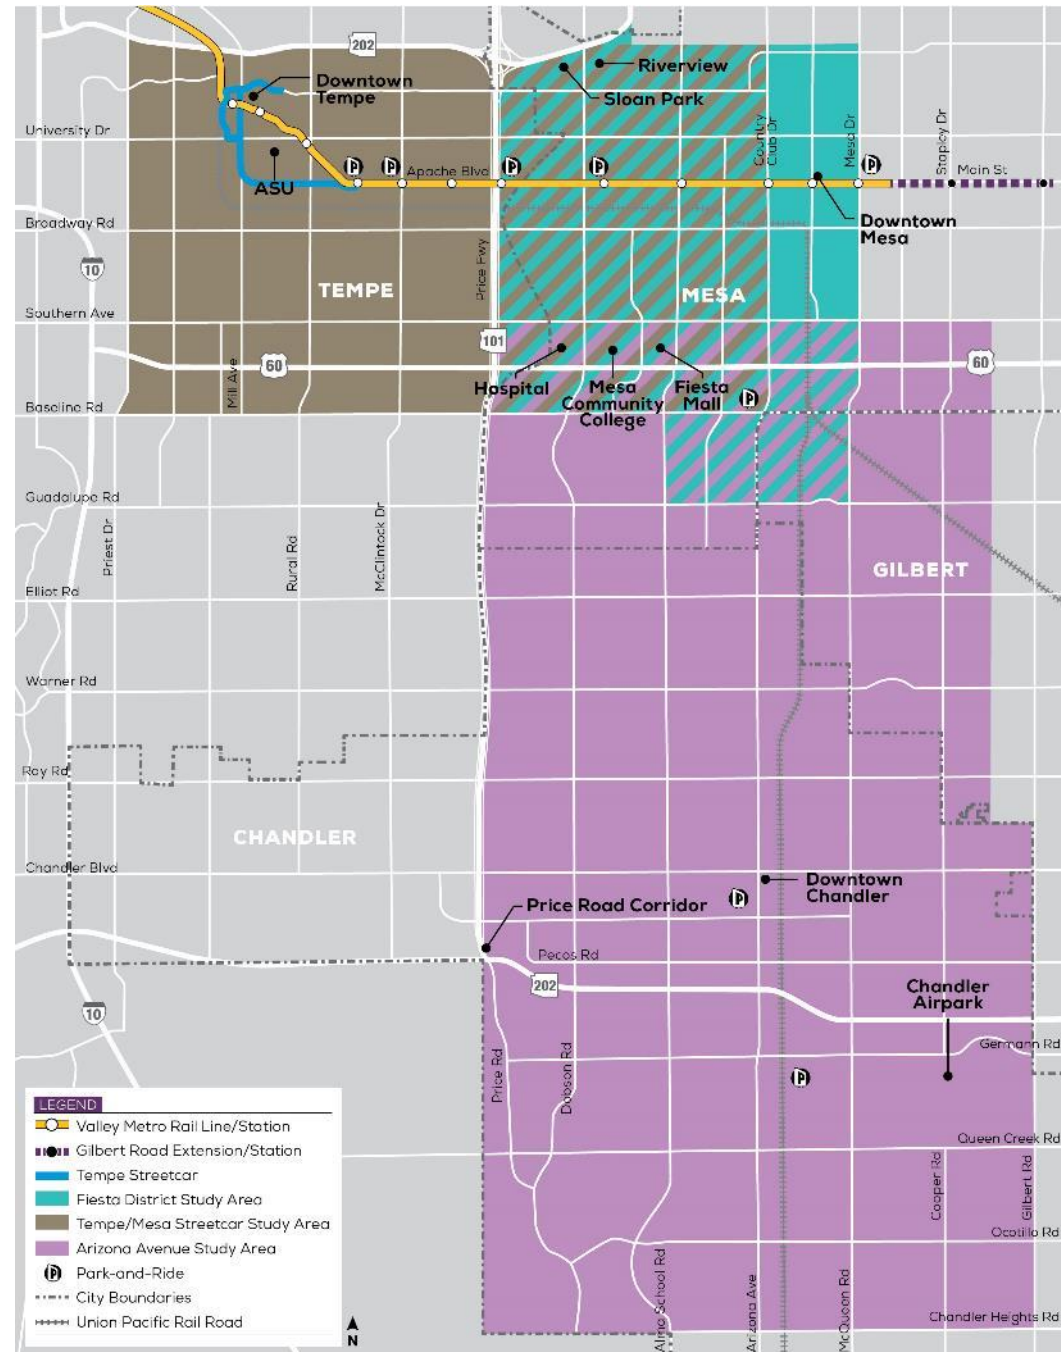 202
Riverview
Downtown
Tempe
Sloan Park
University Dr
Country
Club Dr
Mesa Dr
Stapley Dr
P
P
P
P
P
Apache Blvd
Main St
ASU
Broadway Rd
Downtown
Mesa
10
Price Fwy
TEMPE
MESA
Southern Ave
101
60
60
Mill Ave
Hospital
Mesa
Community
College
Fiesta
Mall
P
Baseline Rd
Guadalupe Rd
Priest Dr
Rural Rd
McClintock Dr
GILBERT
Elliot Rd
Warner Rd
Ray Rd
CHANDLER
Chandler Blvd
Downtown
Chandler
P
Price Road Corridor
Pecos Rd
202
Chandler
Airpark
10
Germann Rd
Price Rd
Dobson Rd
P
LEGEND
Valley Metro Rail Line/Station
Gilbert Road Extension/Station
Tempe Streetcar
Fiesta District Study Area
Tempe/Mesa Streetcar Study Area
Arizona Avenue Study Area
P Park-and-Ride
City Boundaries
Union Pacific Rail Road
N
Queen Creek Rd
Cooper Rd
Gilbert Rd
Ocotillo Rd
Alma School Rd
Arizona Ave
McQueen Rd
Chandler Heights Rd